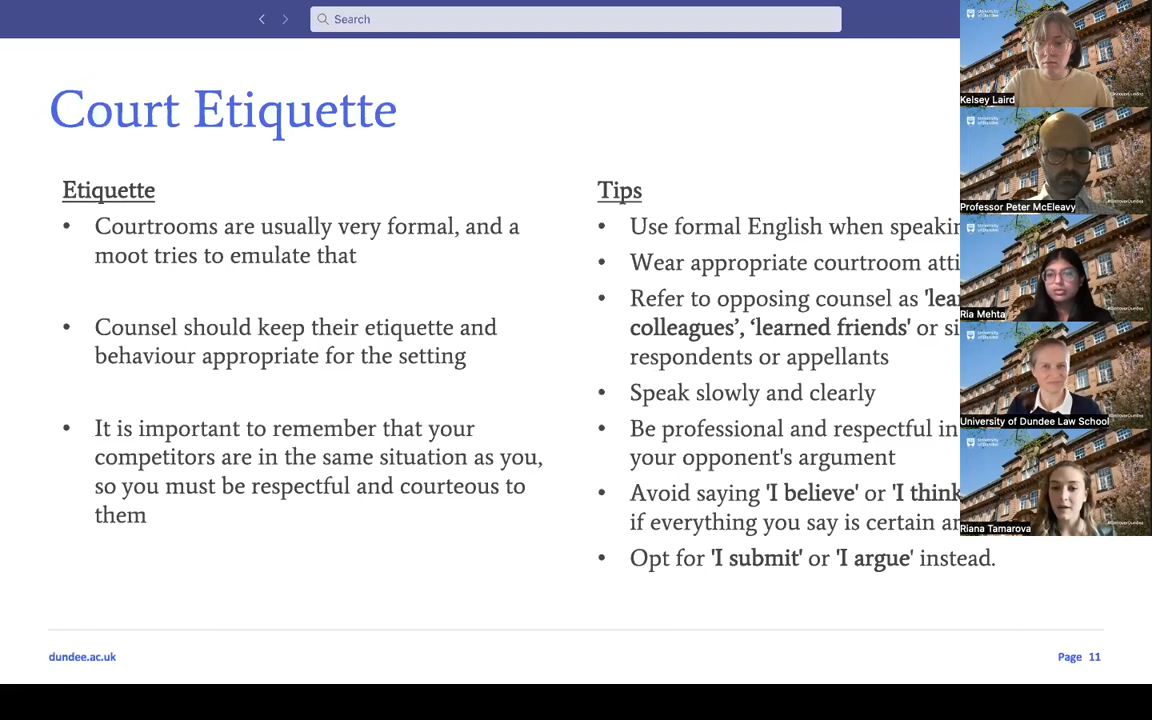 Search
Court Etiquette
Etiquette
• Courtrooms are usually very formal, and a
moot tries to emulate that
• Counsel should keep their etiquette and
behaviour appropriate for the setting
• It is important to remember that your
competitors are in the same situation as you,
so you must be respectful and courteous to
them
Tips
• Use formal English when
• Wear appropriate courtroom
• Refer to opposing counsel as
colleagues’, ‘learned friends' or
respondents or appellants
• Speak slowly and clearly
• Be professional and respectful in
your opponent's argument
• Avoid saying 'I believe' or 'I think
if everything you say is certain
• Opt for 'I submit' or 'I argue' instead.
dundee.ac.uk
Page 11
Kelsey Laird
Professor Peter McEleavy
Ria Mehta
University of Dundee Law School
Riana Tamarova